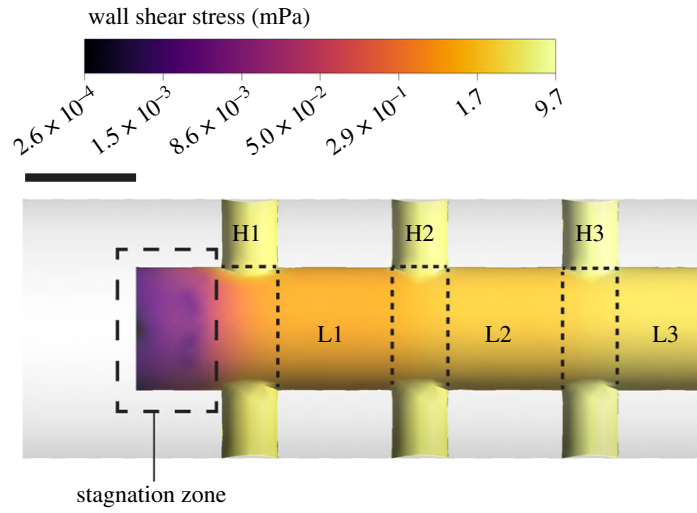 wall shear stress (mPa)
2.6 × 10⁻⁴ 1.5 × 10⁻³ 8.6 × 10⁻³ 5.0 × 10⁻² 2.9 × 10⁻¹ 1.7 9.7
H1 H2 H3
L1 L2 L3
stagnation zone